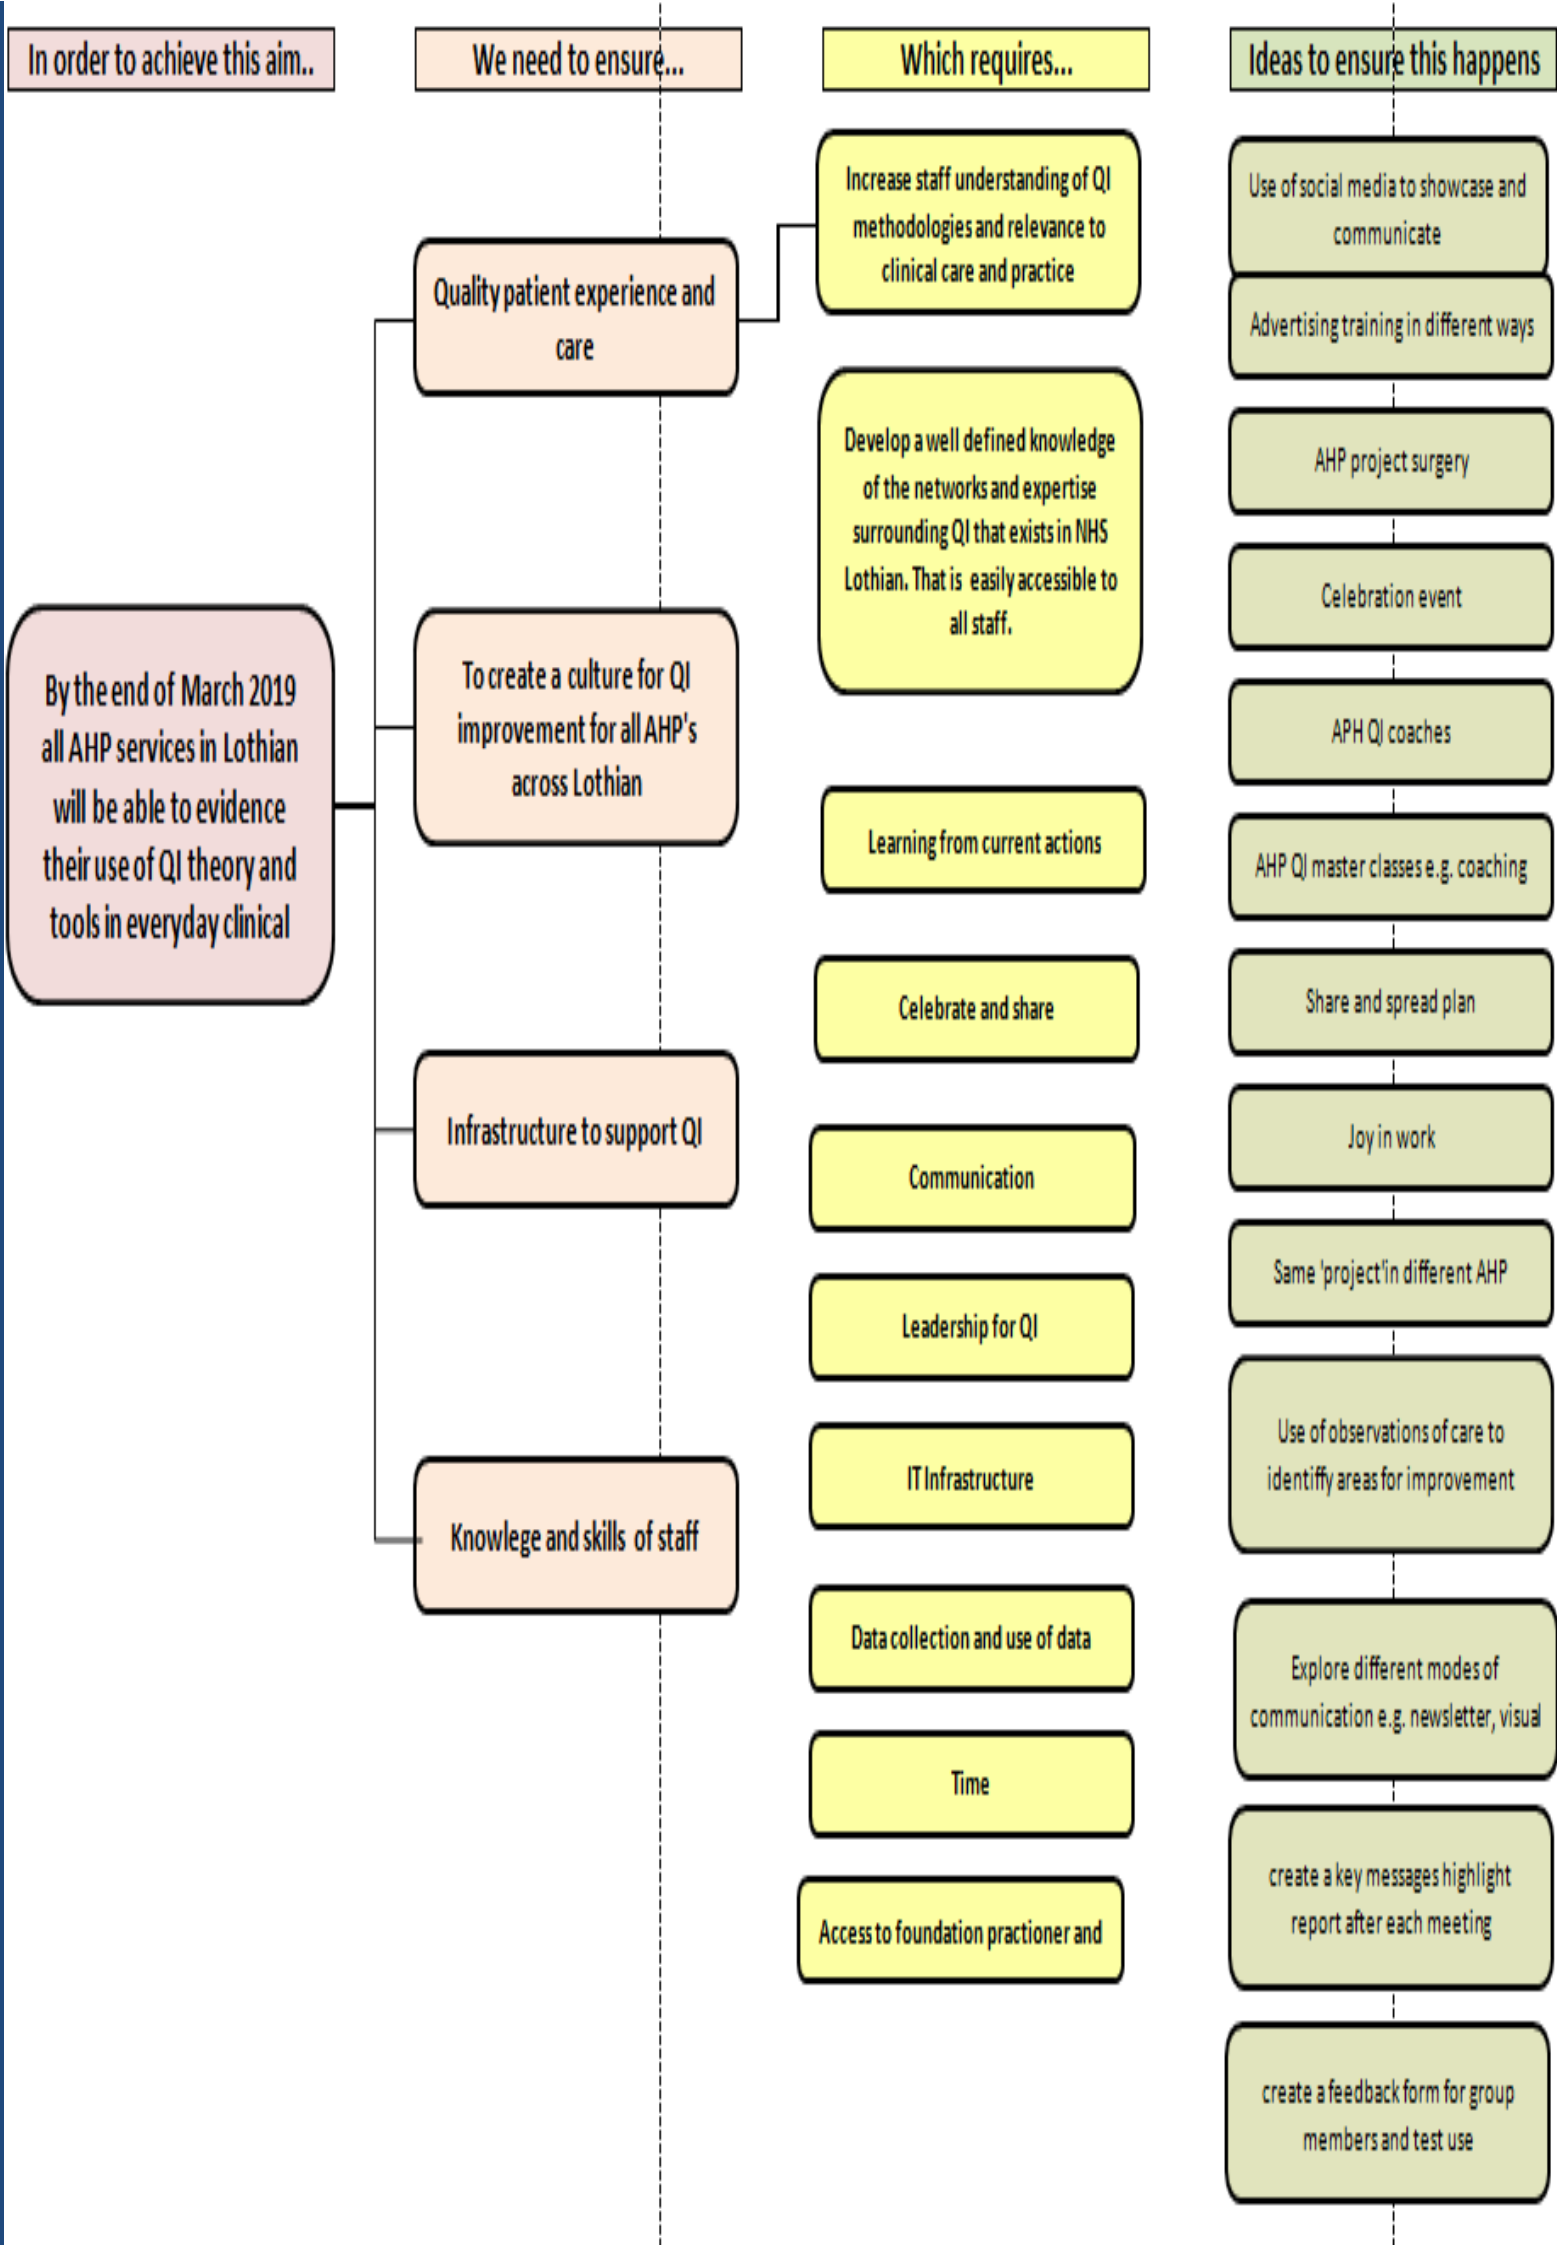 In order to achieve this aim..
We need to ensure...
Which requires...
Ideas to ensure this happens
By the end of March 2019
all AHP services in Lothian
will be able to evidence
their use of QI theory and
tools in everyday clinical
Quality patient experience and
care
To create a culture for QI
improvement for all AHP's
across Lothian
Infrastructure to support QI
Knowlege and skills of staff
Increase staff understanding of QI
methodologies and relevance to
clinical care and practice
Develop a well defined knowledge
of the networks and expertise
surrounding QI that exists in NHS
Lothian. That is easily accessible to
all staff.
Learning from current actions
Celebrate and share
Communication
Leadership for QI
IT Infrastructure
Data collection and use of data
Time
Access to foundation practioner and
Use of social media to showcase and
communicate
Advertising training in different ways
AHP project surgery
Celebration event
APH QI coaches
AHP QI master classes e.g. coaching
Share and spread plan
Joy in work
Same 'project'in different AHP
Use of observations of care to
identiffy areas for improvement
Explore different modes of
communication e.g. newsletter, visual
create a key messages highlight
report after each meeting
create a feedback form for group
members and test use